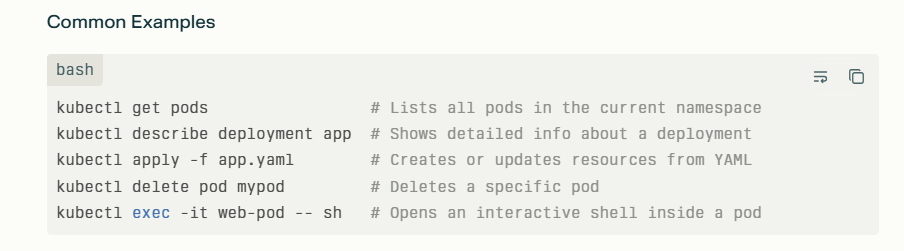 Common Examples
bash
kubectl get pods                 # Lists all pods in the current namespace
kubectl describe deployment app  # Shows detailed info about a deployment
kubectl apply -f app.yaml        # Creates or updates resources from YAML
kubectl delete pod mypod         # Deletes a specific pod
kubectl exec -it web-pod -- sh   # Opens an interactive shell inside a pod